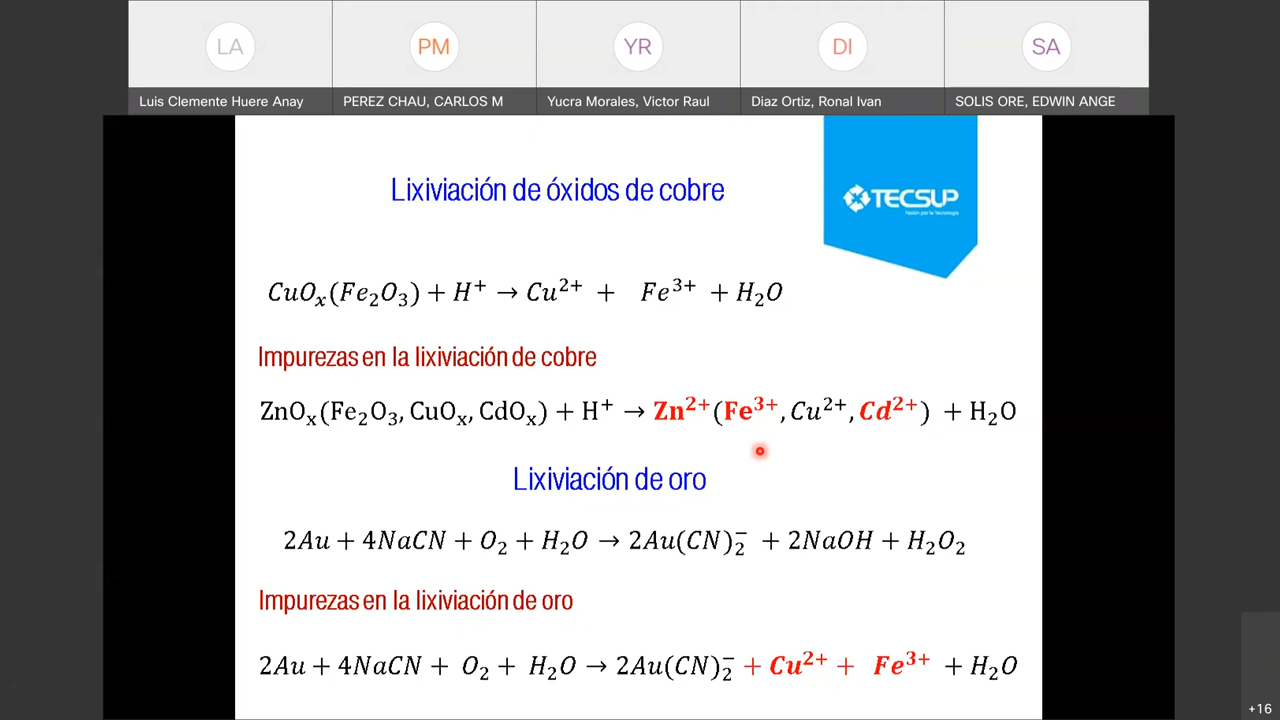 LA
PM
YR
DI
SA
Luis Clemente Huere Anay
PEREZ CHAU, CARLOS M
Yucra Morales, Victor Raul
Diaz Ortiz, Ronal Ivan
SOLIS ORE, EDWIN ANGE
TECSUP
Pasión por la Tecnología
Lixiviación de óxidos de cobre
CuOₓ(Fe₂O₃) + H⁺ → Cu²⁺ + Fe³⁺ + H₂O
Impurezas en la lixiviación de cobre
ZnOₓ(Fe₂O₃, CuOₓ, CdOₓ) + H⁺ → Zn²⁺(Fe³⁺, Cu²⁺, Cd²⁺) + H₂O
Lixiviación de oro
2Au + 4NaCN + O₂ + H₂O → 2Au(CN)₂⁻ + 2NaOH + H₂O₂
Impurezas en la lixiviación de oro
2Au + 4NaCN + O₂ + H₂O → 2Au(CN)₂⁻ + Cu²⁺ + Fe³⁺ + H₂O
+16